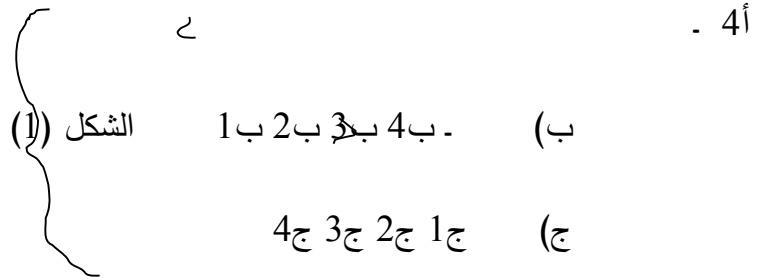 أ4 -
ب) - ب4 ب3 ب2 ب1 الشكل (1)
ج) ج1 ج2 ج3 ج4